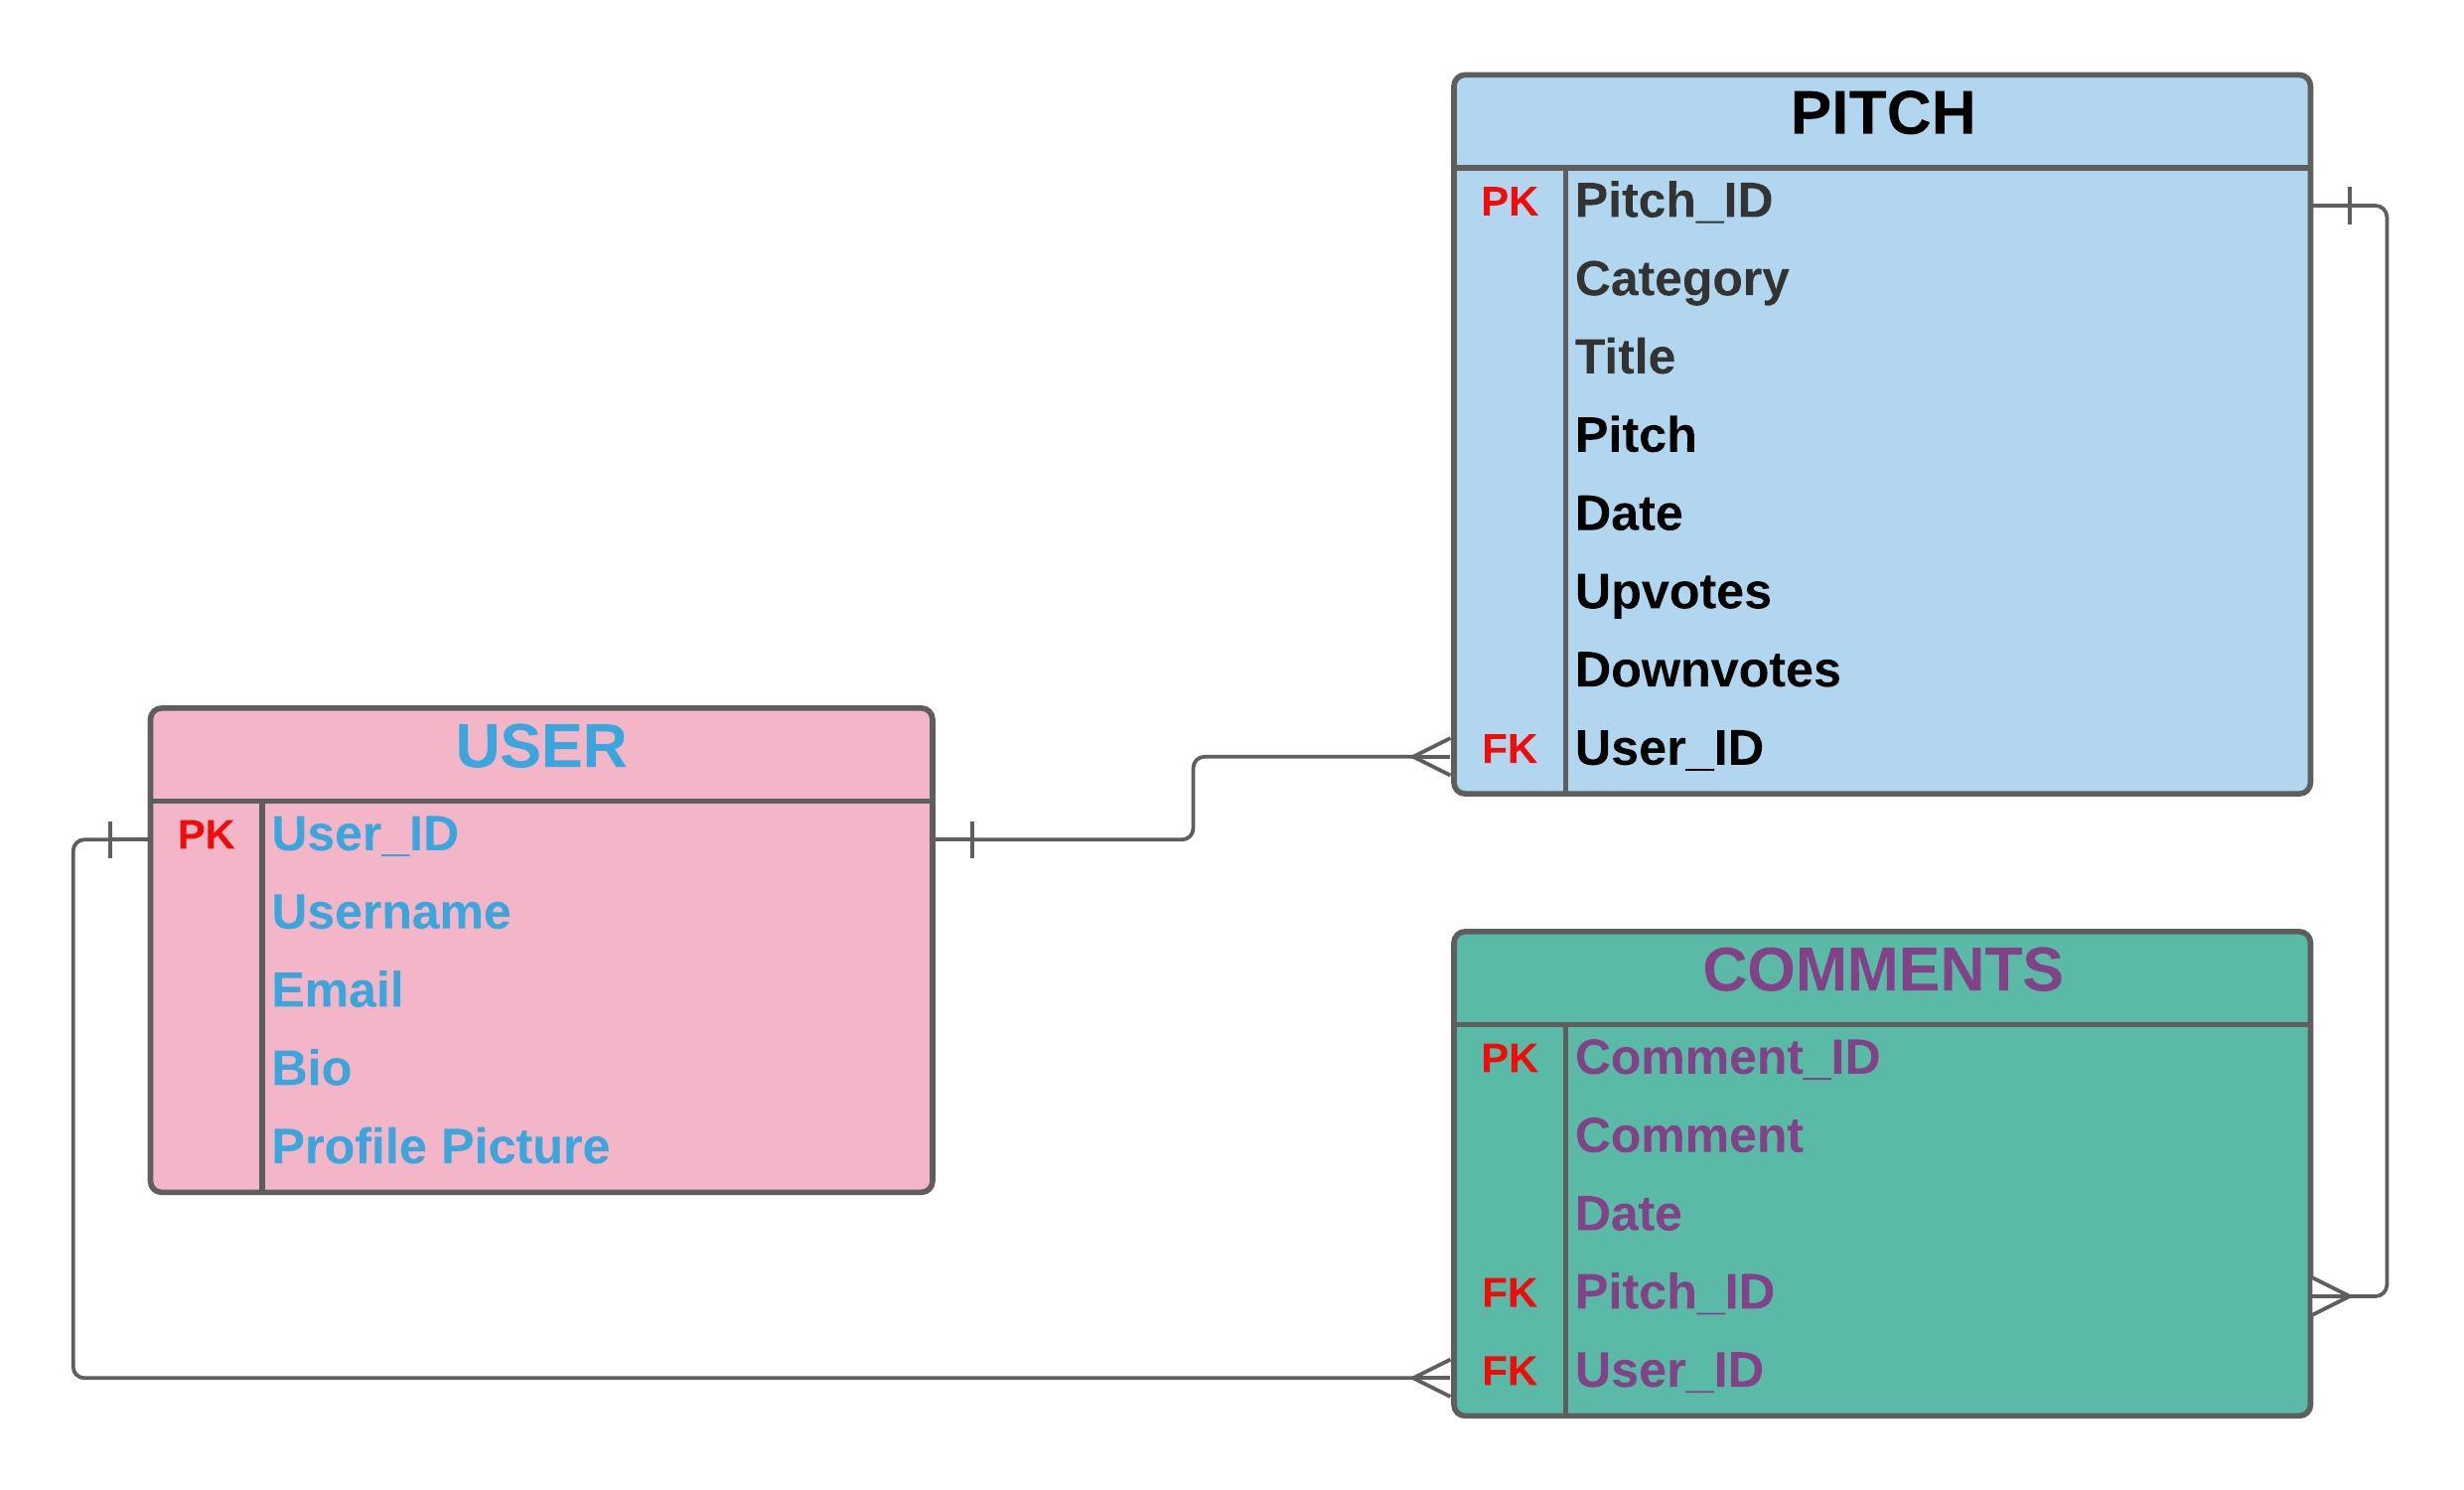 PITCH
PK Pitch_ID
Category
Title
Pitch
Date
Upvotes
Downvotes
FK User_ID
USER
PK User_ID
Username
Email
Bio
Profile Picture
COMMENTS
PK Comment_ID
Comment
Date
FK Pitch_ID
FK User_ID